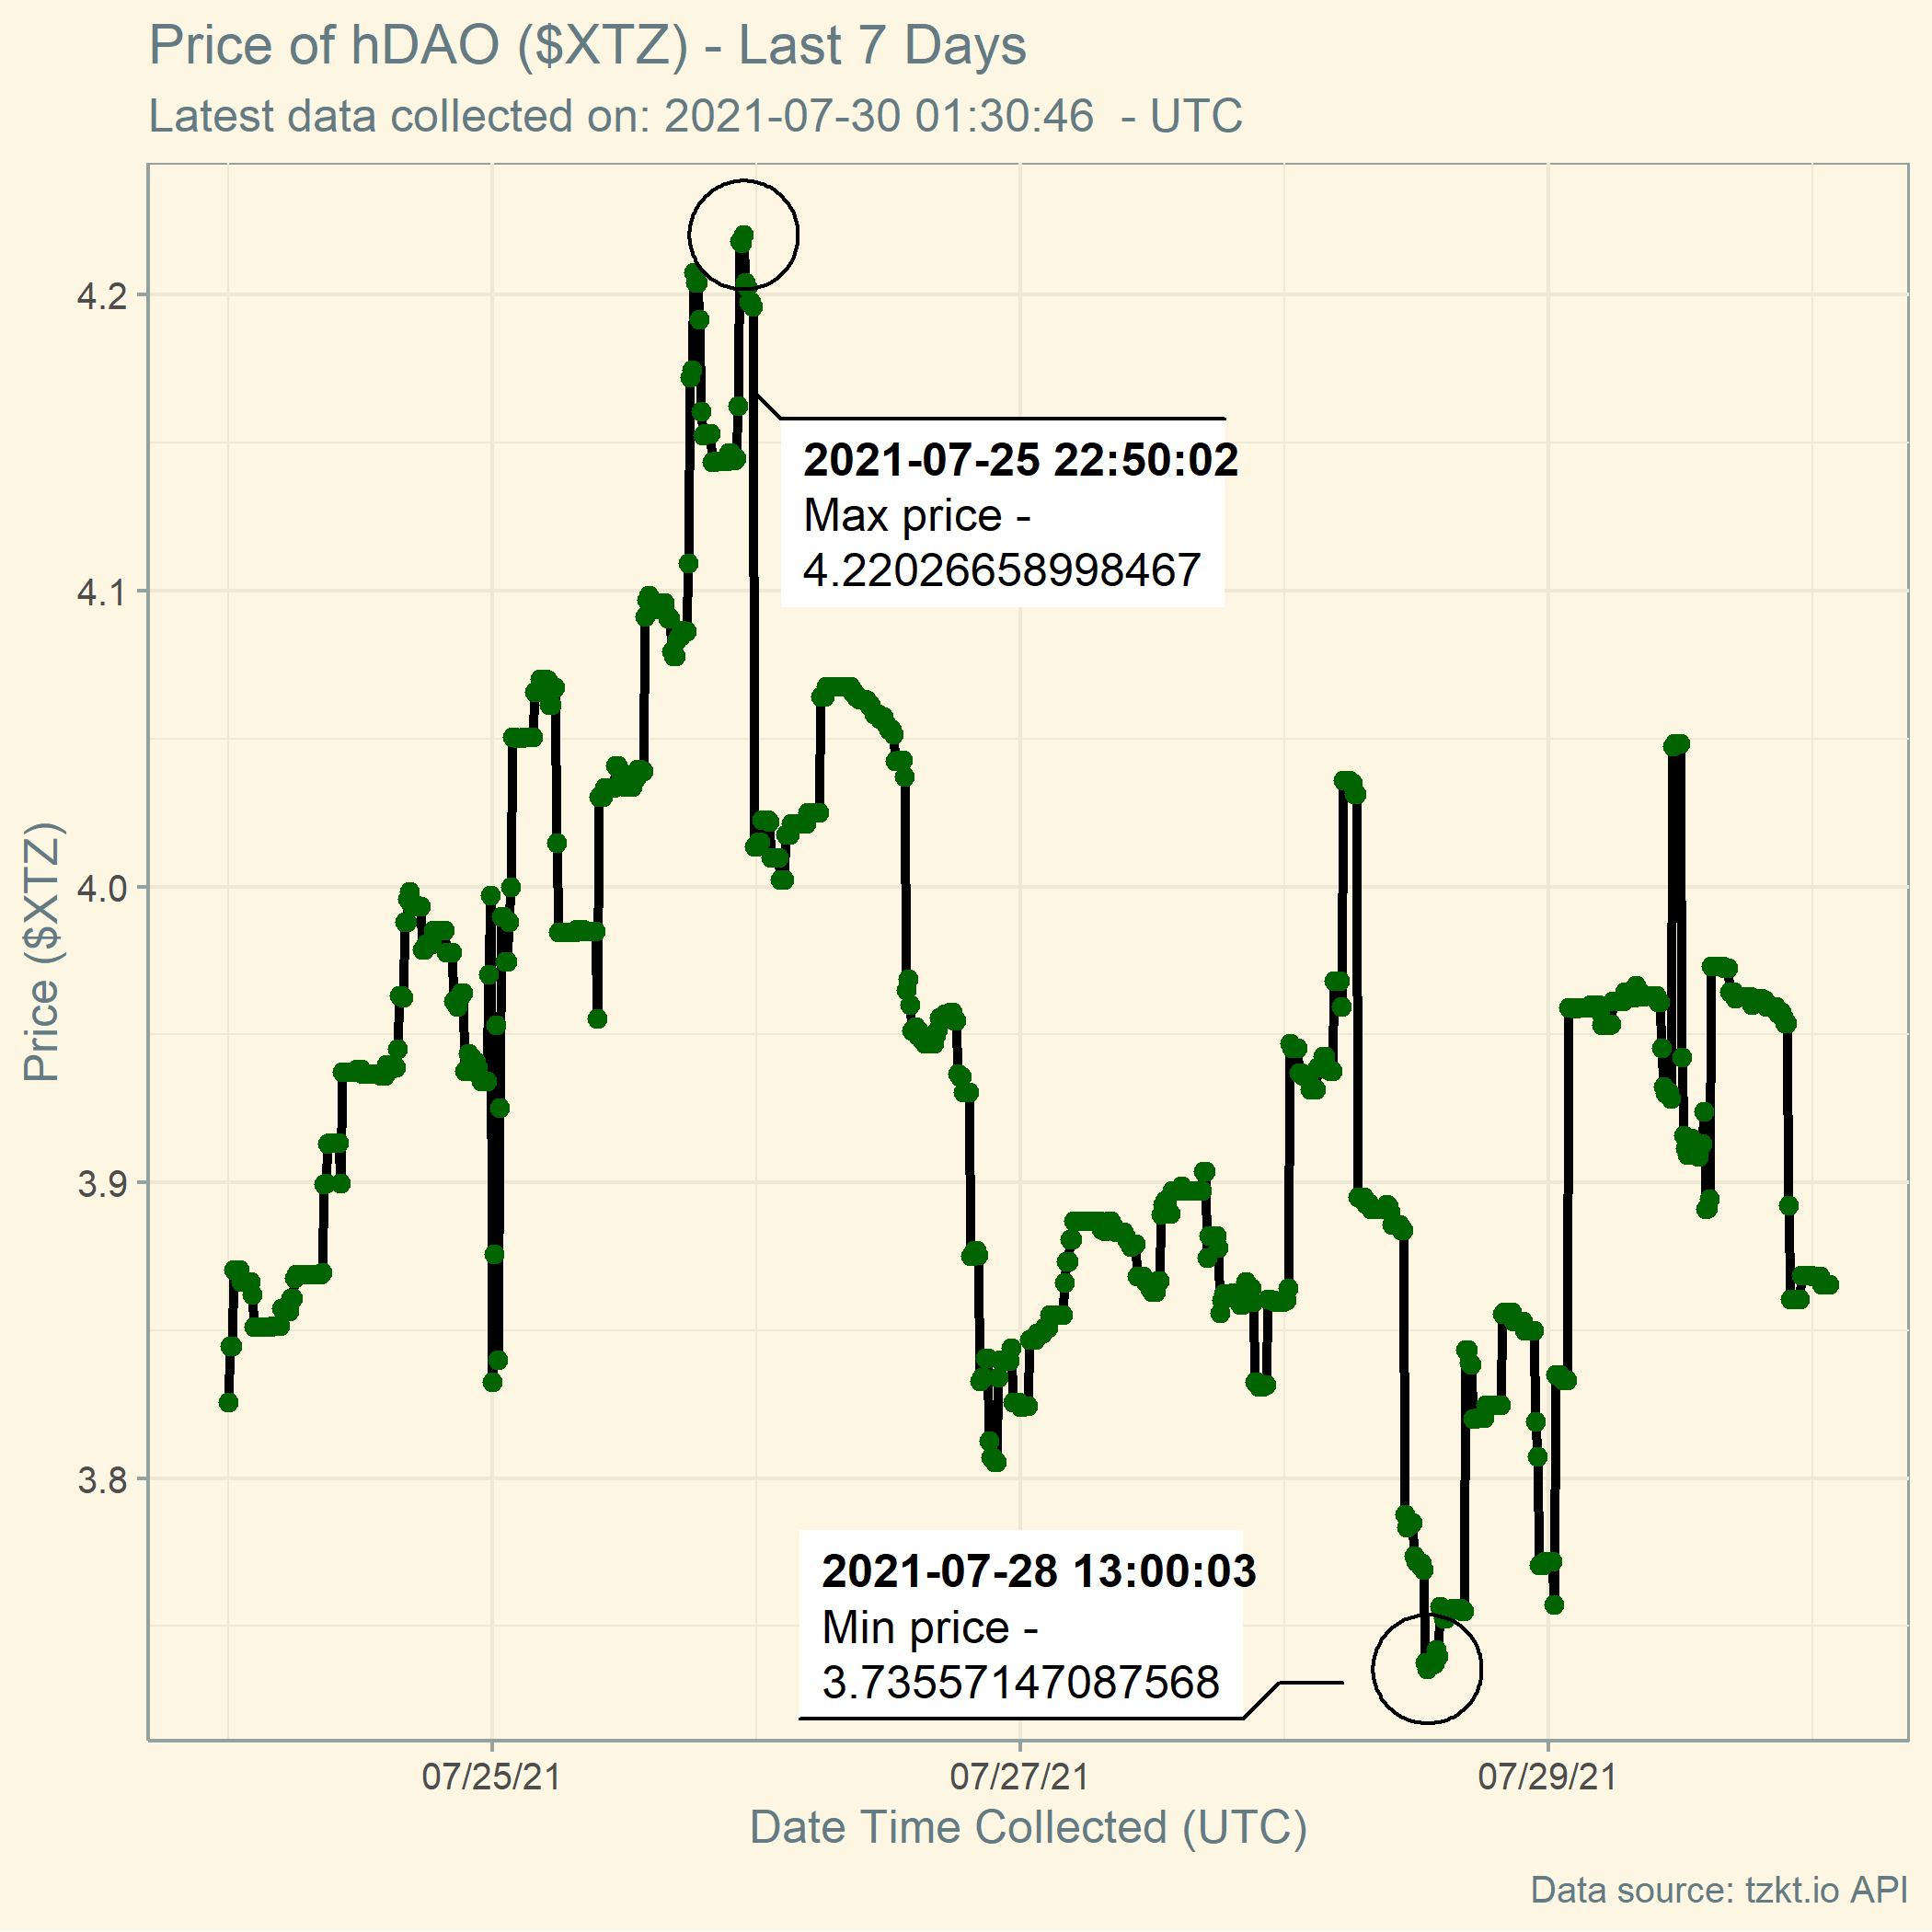 Price of hDAO ($XTZ) - Last 7 Days
Latest data collected on: 2021-07-30 01:30:46  - UTC
4.2
4.1
4.0
3.9
3.8
Price ($XTZ)
2021-07-25 22:50:02
Max price -
4.22026658998467
2021-07-28 13:00:03
Min price -
3.73557147087568
07/25/21
07/27/21
07/29/21
Date Time Collected (UTC)
Data source: tzkt.io API